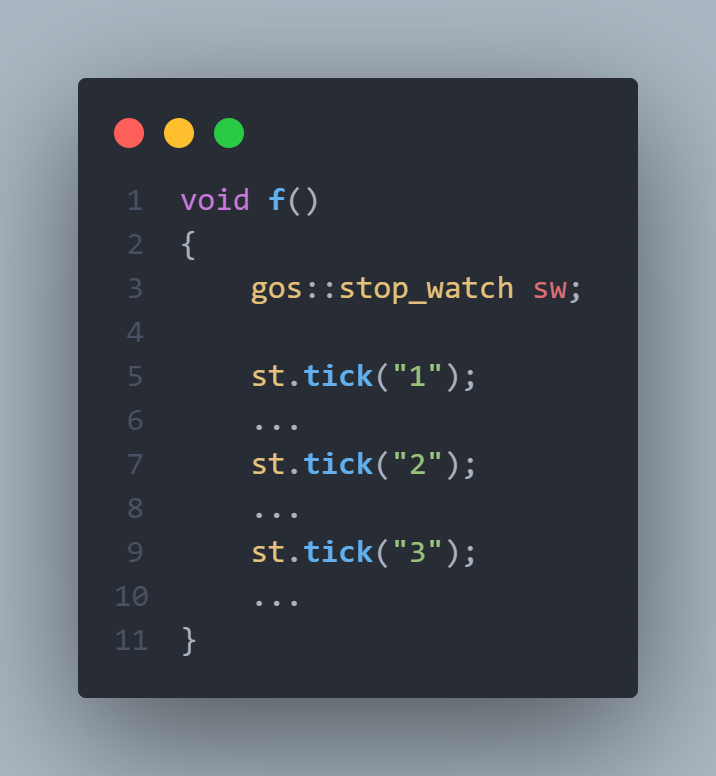 1 void f()
2 {
3     gos::stop_watch sw;
4
5     st.tick("1");
6     ...
7     st.tick("2");
8     ...
9     st.tick("3");
10     ...
11 }